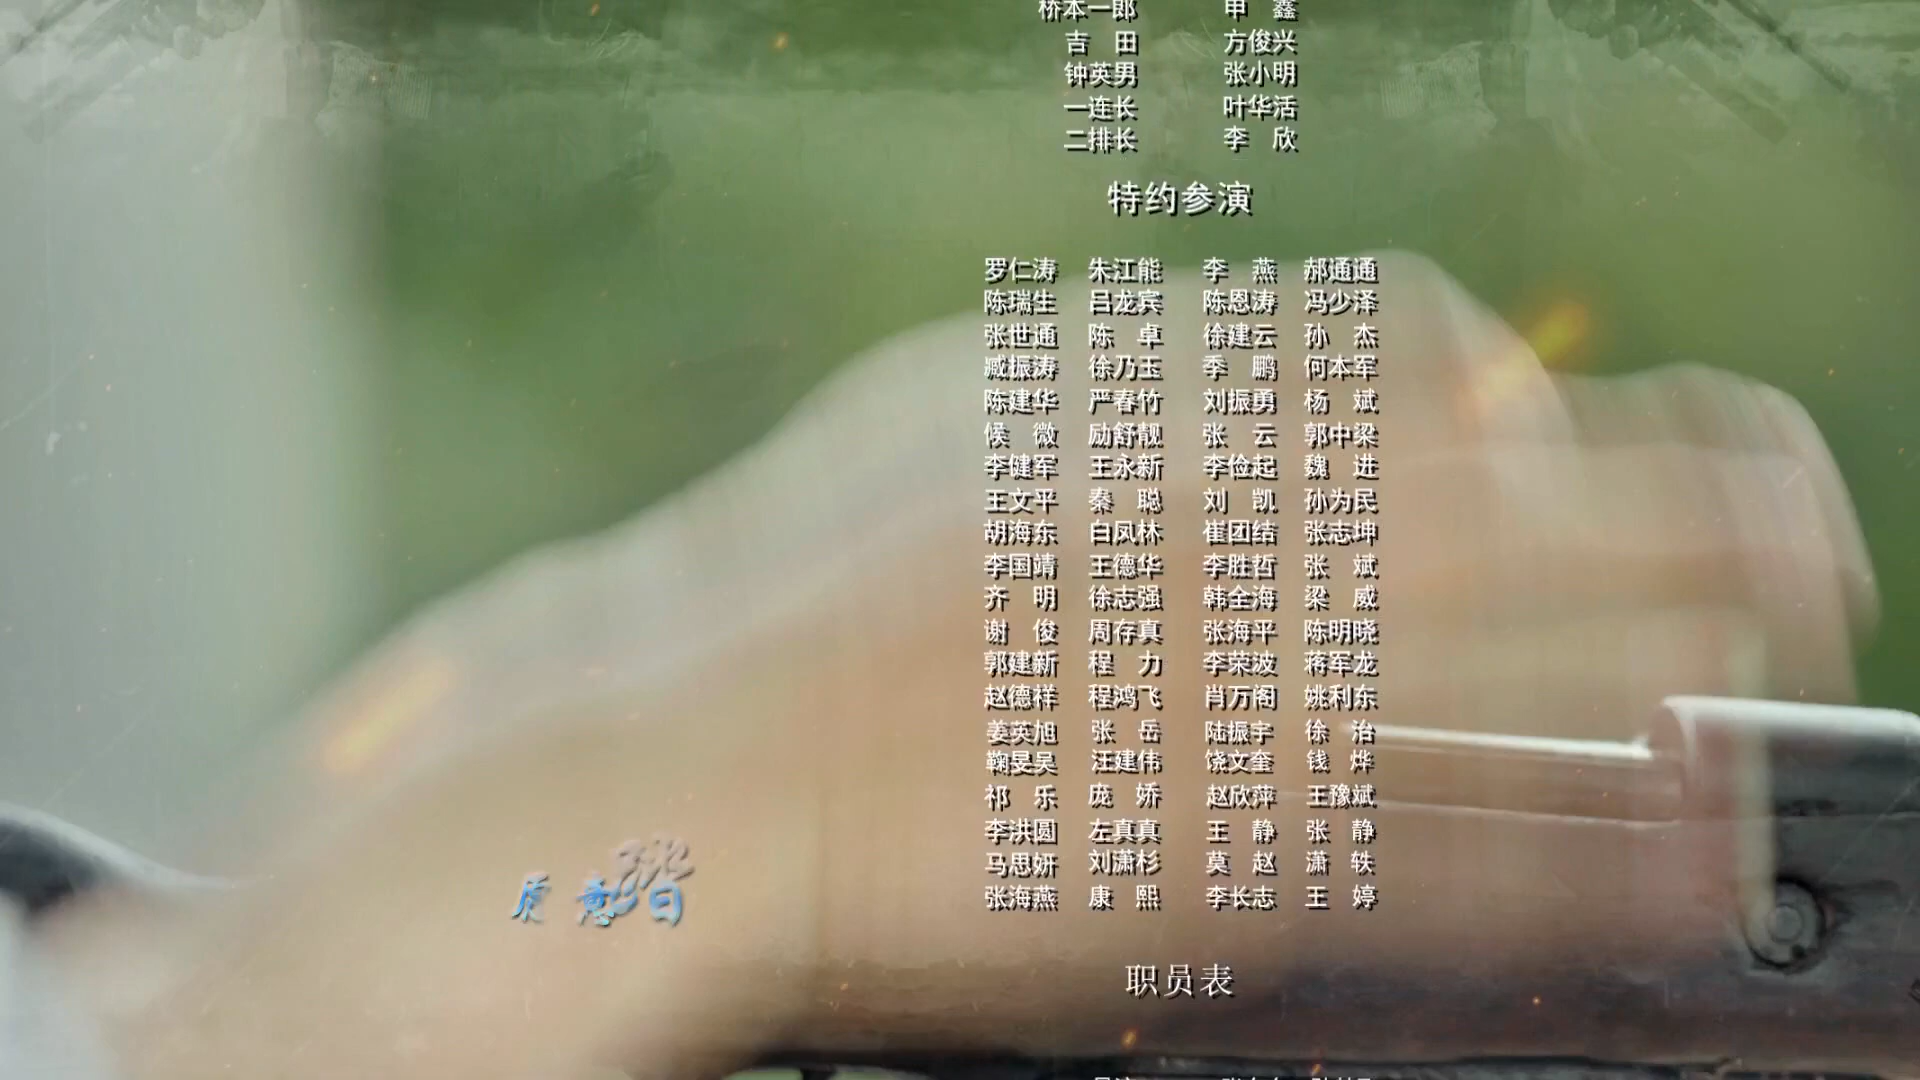 桥本一郎 申 鑫
吉 田 方俊兴
钟英男 张小明
一连长 叶华活
二排长 李 欣
特约参演
罗仁涛 朱江能 李 燕 郝通通
陈瑞生 吕龙宾 陈恩涛 冯少泽
张世通 陈 卓 徐建云 孙 杰
臧振涛 徐乃玉 季 鹏 何本军
陈建华 严春竹 刘振勇 杨 斌
候 微 励舒靓 张 云 郭中梁
李健军 王永新 李俭起 魏 进
王文平 秦 聪 刘 凯 孙为民
胡海东 白凤林 崔团结 张志坤
李国靖 王德华 李胜哲 张 斌
齐 明 徐志强 韩全海 梁 威
谢 俊 周存真 张海平 陈明晓
郭建新 程 力 李荣波 蒋军龙
赵德祥 程鸿飞 肖万阁 姚利东
姜英旭 张 岳 陆振宇 徐 治
鞠旻吴 汪建伟 饶文奎 钱 烨
祁 乐 庞 娇 赵欣萍 王豫斌
李洪圆 左真真 王 静 张 静
马思妍 刘潇杉 莫 赵 潇 轶
张海燕 康 熙 李长志 王 婷
职员表